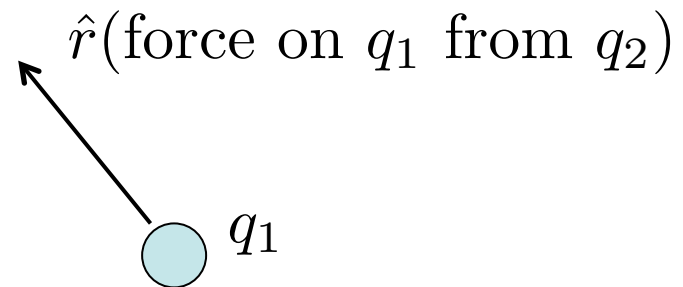 r̂(force on q₁ from q₂)
q₁